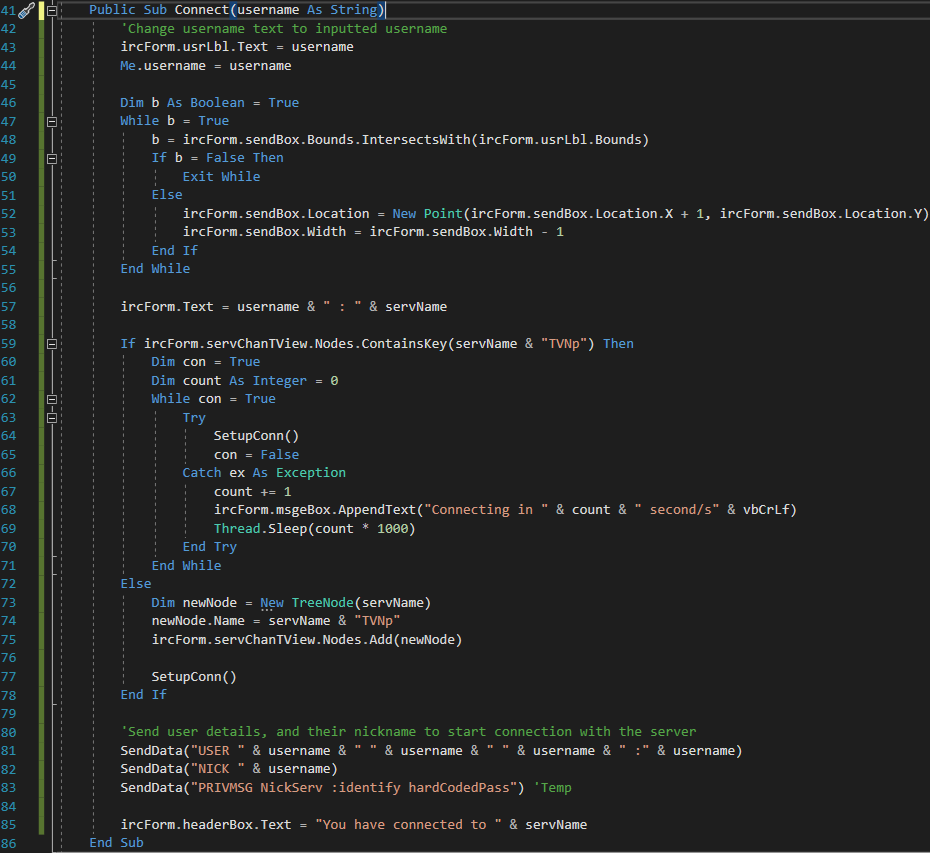 41 Public Sub Connect(username As String)
42 'Change username text to inputted username
43 ircForm.usrLbl.Text = username
44 Me.username = username
45
46 Dim b As Boolean = True
47 While b = True
48 b = ircForm.sendBox.Bounds.IntersectsWith(ircForm.usrLbl.Bounds)
49 If b = False Then
50 Exit While
51 Else
52 ircForm.sendBox.Location = New Point(ircForm.sendBox.Location.X + 1, ircForm.sendBox.Location.Y)
53 ircForm.sendBox.Width = ircForm.sendBox.Width - 1
54 End If
55 End While
56
57 ircForm.Text = username & " : " & servName
58
59 If ircForm.servChanTView.Nodes.ContainsKey(servName & "TVNp") Then
60 Dim con = True
61 Dim count As Integer = 0
62 While con = True
63 Try
64 SetupConn()
65 con = False
66 Catch ex As Exception
67 count += 1
68 ircForm.msgeBox.AppendText("Connecting in " & count & " second/s" & vbCrLf)
69 Thread.Sleep(count * 1000)
70 End Try
71 End While
72 Else
73 Dim newNode = New TreeNode(servName)
74 newNode.Name = servName & "TVNp"
75 ircForm.servChanTView.Nodes.Add(newNode)
76
77 SetupConn()
78 End If
79
80 'Send user details, and their nickname to start connection with the server
81 SendData("USER " & username & " " & username & " " & username & " :" & username)
82 SendData("NICK " & username)
83 SendData("PRIVMSG NickServ :identify hardCodedPass") 'Temp
84
85 ircForm.headerBox.Text = "You have connected to " & servName
86 End Sub